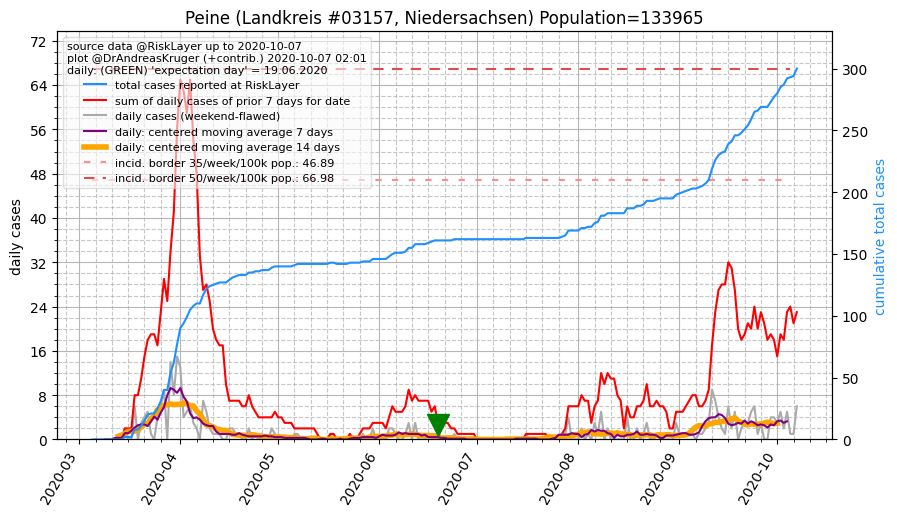 Peine (Landkreis #03157, Niedersachsen) Population=133965
source data @RiskLayer up to 2020-10-07
plot @DrAndreasKruger (+contrib.) 2020-10-07 02:01
daily: (GREEN) 'expectation day' = 19.06.2020
total cases reported at RiskLayer
sum of daily cases of prior 7 days for date
daily cases (weekend-flawed)
daily: centered moving average 7 days
daily: centered moving average 14 days
incid. border 35/week/100k pop.: 46.89
incid. border 50/week/100k pop.: 66.98
daily cases
72
64
56
48
40
32
24
16
8
0
cumulative total cases
300
250
200
150
100
50
0
2020-03
2020-04
2020-05
2020-06
2020-07
2020-08
2020-09
2020-10